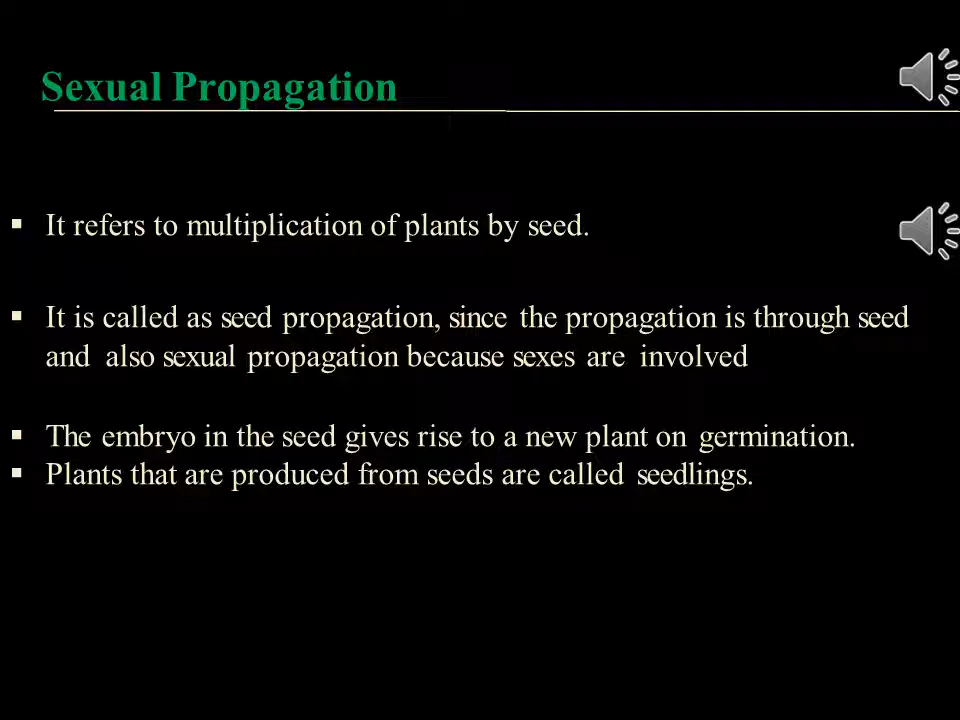 Sexual Propagation
▪ It refers to multiplication of plants by seed.
▪ It is called as seed propagation, since the propagation is through seed
and also sexual propagation because sexes are involved
▪ The embryo in the seed gives rise to a new plant on germination.
▪ Plants that are produced from seeds are called seedlings.